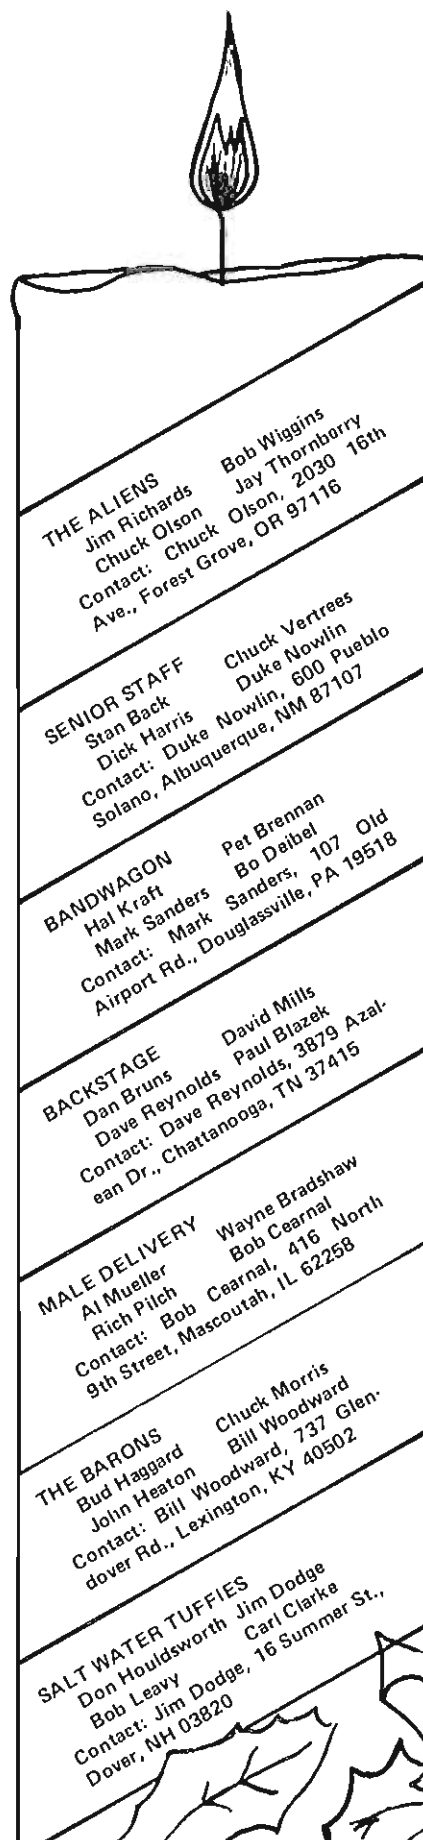 THE ALIENS
Jim Richards Bob Wiggins
Chuck Olson Jay Thornborry
Contact: Chuck Olson, 2030 16th
Ave., Forest Grove, OR 97116
SENIOR STAFF
Stan Back Chuck Vertrees
Dick Harris Duke Nowlin
Contact: Duke Nowlin, 600 Pueblo
Solano, Albuquerque, NM 87107
BANDWAGON
Hal Kraft Pet Brennan
Mark Sanders Bo Deibel
Contact: Mark Sanders, 107 Old
Airport Rd., Douglassville, PA 19518
BACKSTAGE
Dan Bruns David Mills
Dave Reynolds Paul Blazek
Contact: Dave Reynolds, 3879 Azal-
ean Dr., Chattanooga, TN 37415
MALE DELIVERY
Al Mueller Wayne Bradshaw
Rich Pilch Bob Cearnal
Contact: Bob Cearnal, 416 North
9th Street, Mascoutah, IL 62258
THE BARONS
Bud Haggard Chuck Morris
John Heaton Bill Woodward
Contact: Bill Woodward, 737 Glen-
dover Rd., Lexington, KY 40502
SALT WATER TUFFIES
Don Houldsworth Jim Dodge
Bob Leavy Carl Clarke
Contact: Jim Dodge, 16 Summer St.,
Dover, NH 03820